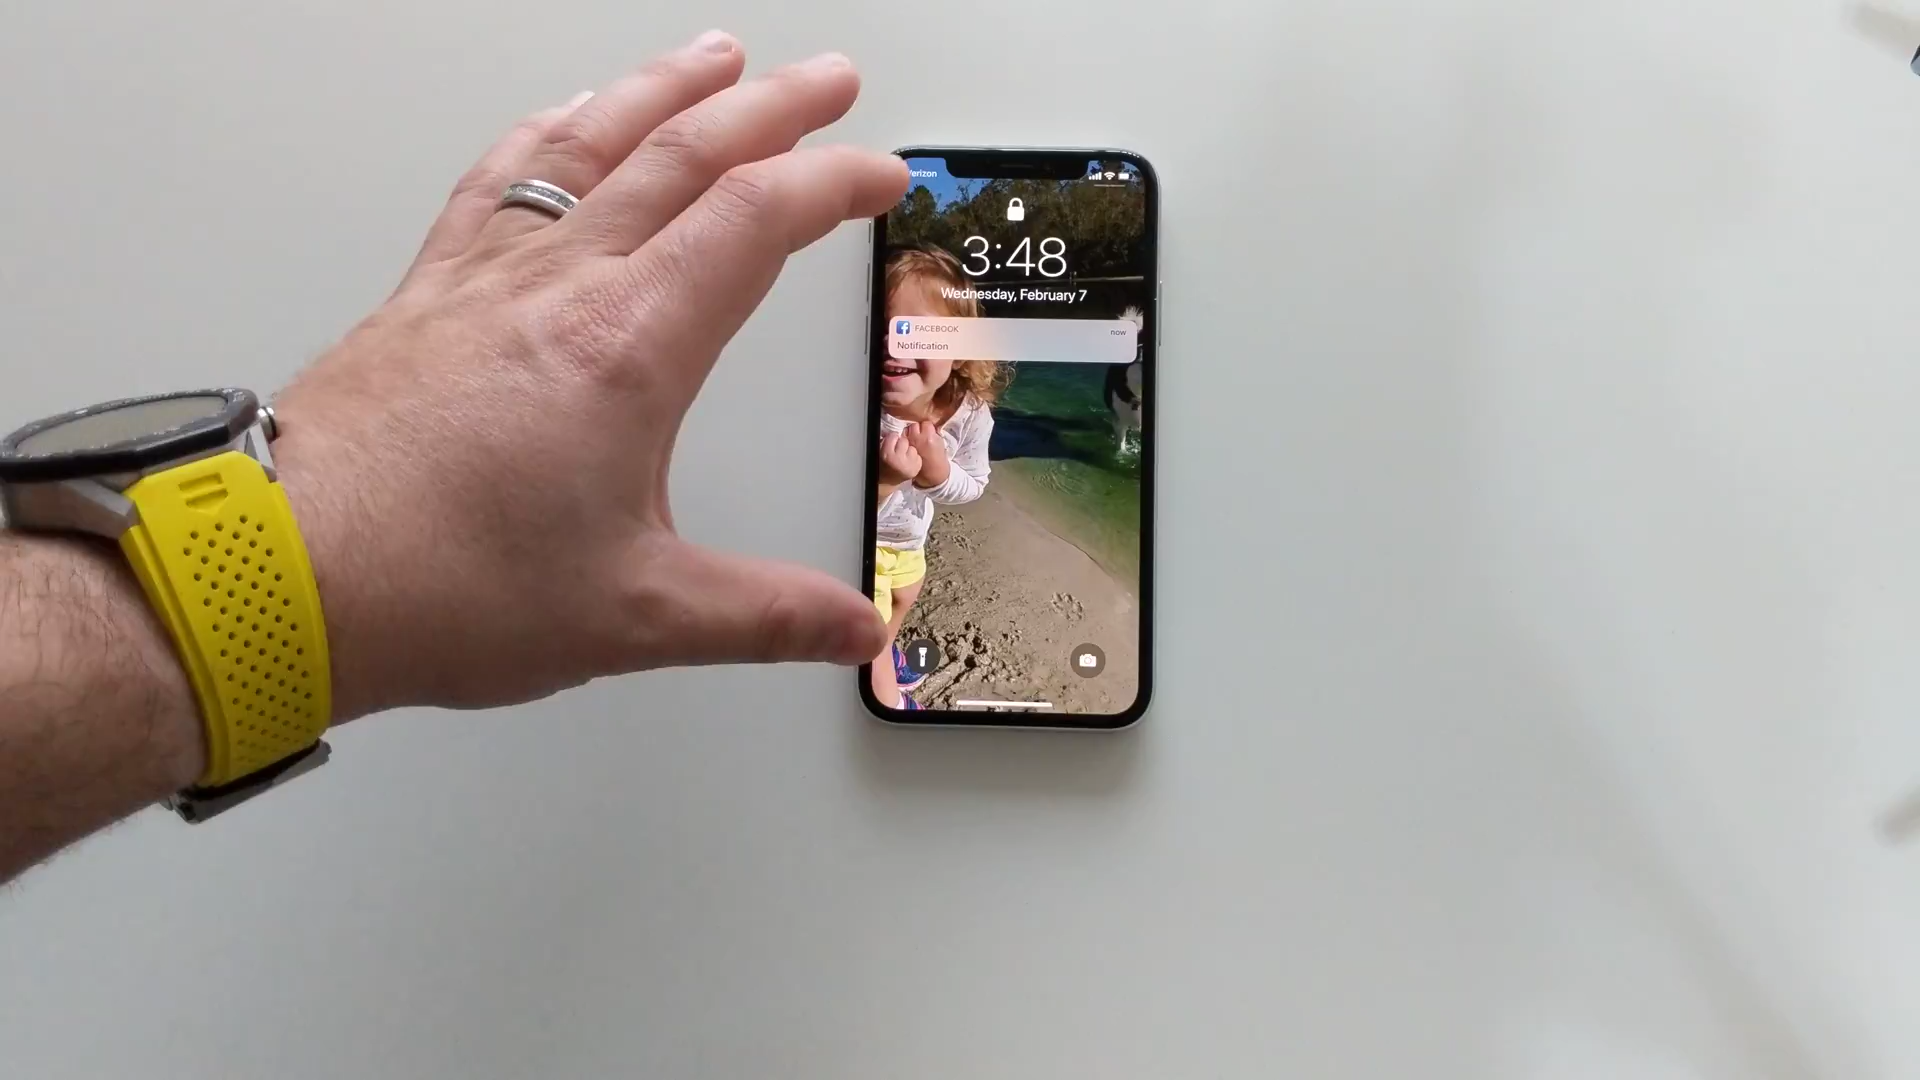 verizon
3:48
Wednesday, February 7
FACEBOOK now
Notification